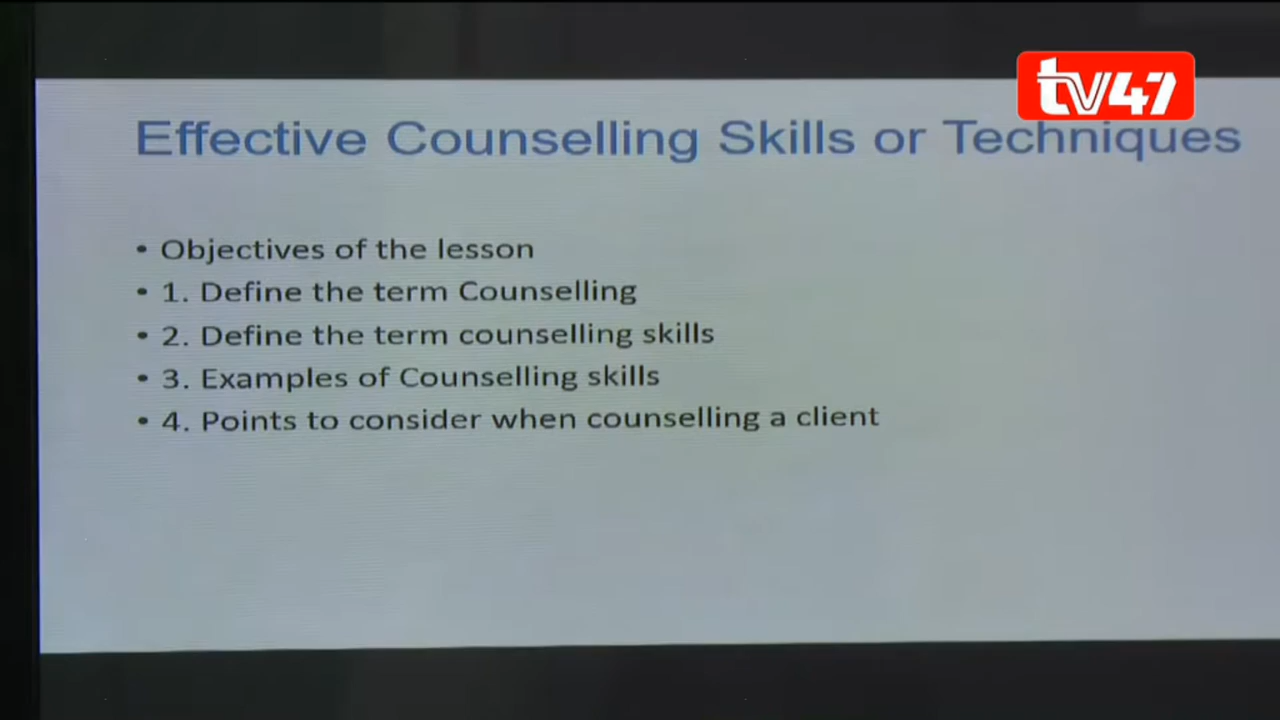 tv47
Effective Counselling Skills or Techniques
• Objectives of the lesson
• 1. Define the term Counselling
• 2. Define the term counselling skills
• 3. Examples of Counselling skills
• 4. Points to consider when counselling a client